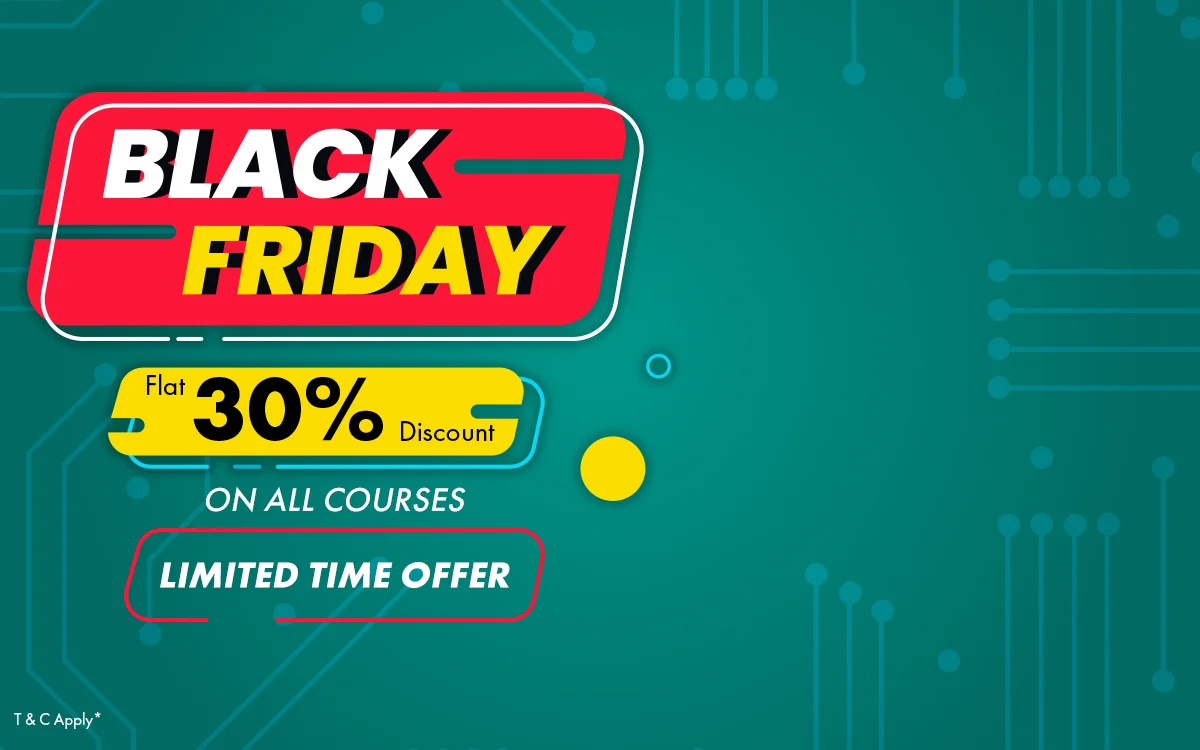 BLACK
FRIDAY
Flat 30% Discount
ON ALL COURSES
LIMITED TIME OFFER
T & C Apply*